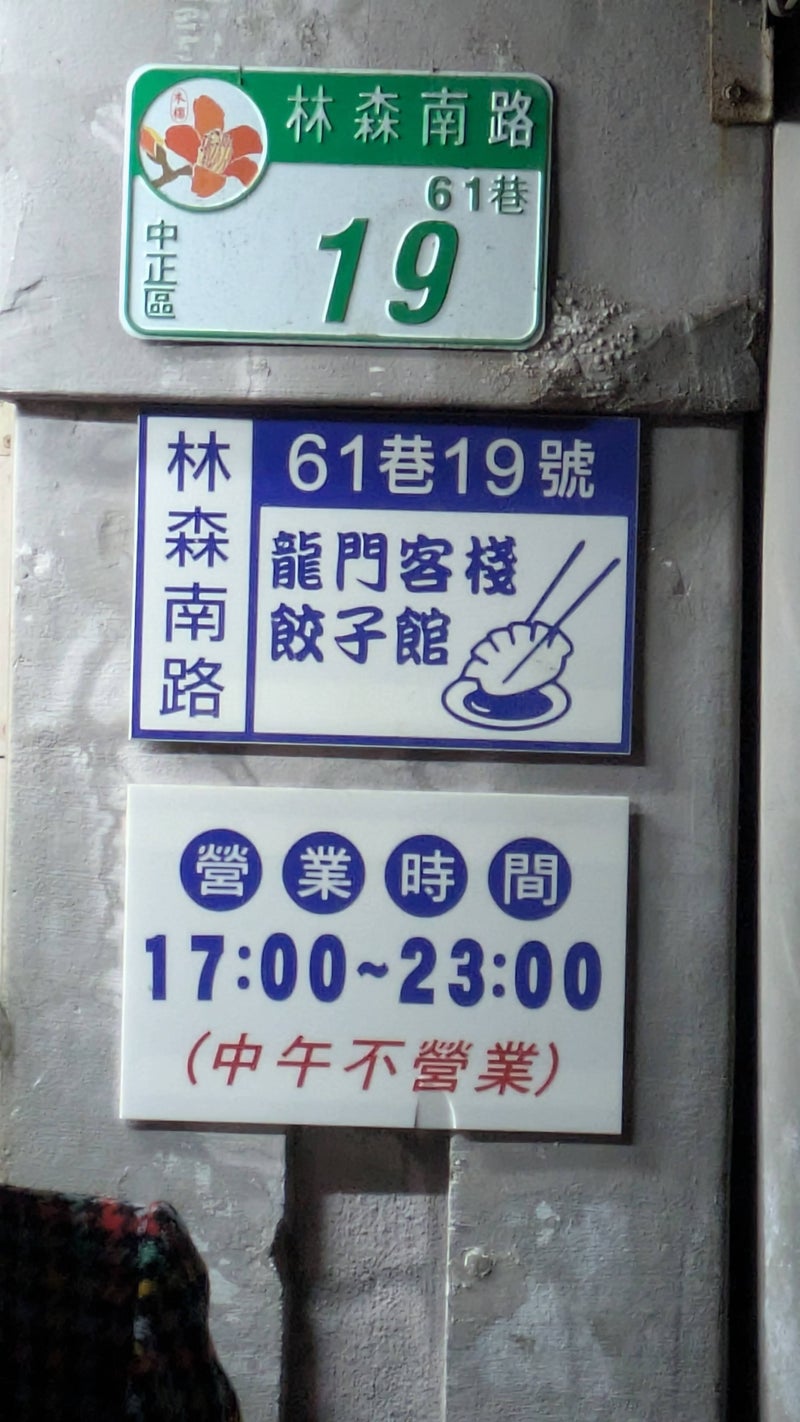 木棉
林森南路
61巷
19
中正區
林森南路
61巷19號
龍門客棧
餃子館
營業時間
17:00~23:00
(中午不營業)